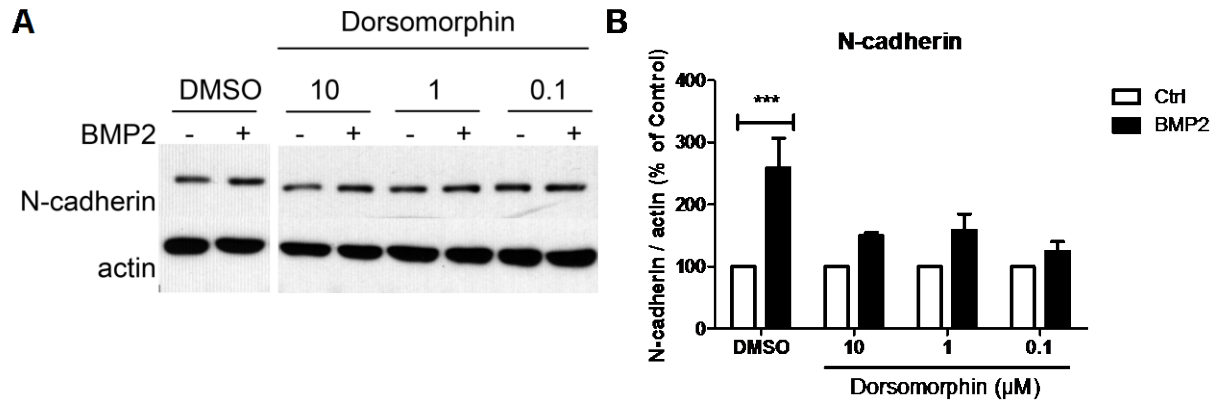 A
Dorsomorphin
DMSO 10 1 0.1
BMP2 - + - + - + - +
N-cadherin
actin
B
N-cadherin
N-cadherin / actin (% of Control)
400
300
200
100
0
***
DMSO 10 1 0.1
Dorsomorphin (µM)
Ctrl
BMP2